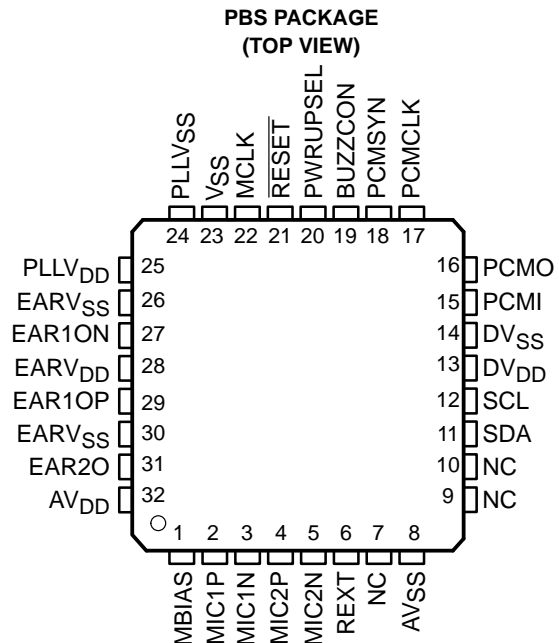 PBS PACKAGE
(TOP VIEW)
PLLVSS
VSS
MCLK
RESET
PWRUPSEL
BUZZCON
PCMSYN
PCMCLK
24 23 22 21 20 19 18 17
PLLVDD 25
EARVSS 26
EAR1ON 27
EARVDD 28
EAR1OP 29
EARVSS 30
EAR2O 31
AVDD 32
16 PCMO
15 PCMI
14 DVSS
13 DVDD
12 SCL
11 SDA
10 NC
9 NC
1 2 3 4 5 6 7 8
MBIAS
MIC1P
MIC1N
MIC2P
MIC2N
REXT
NC
AVSS